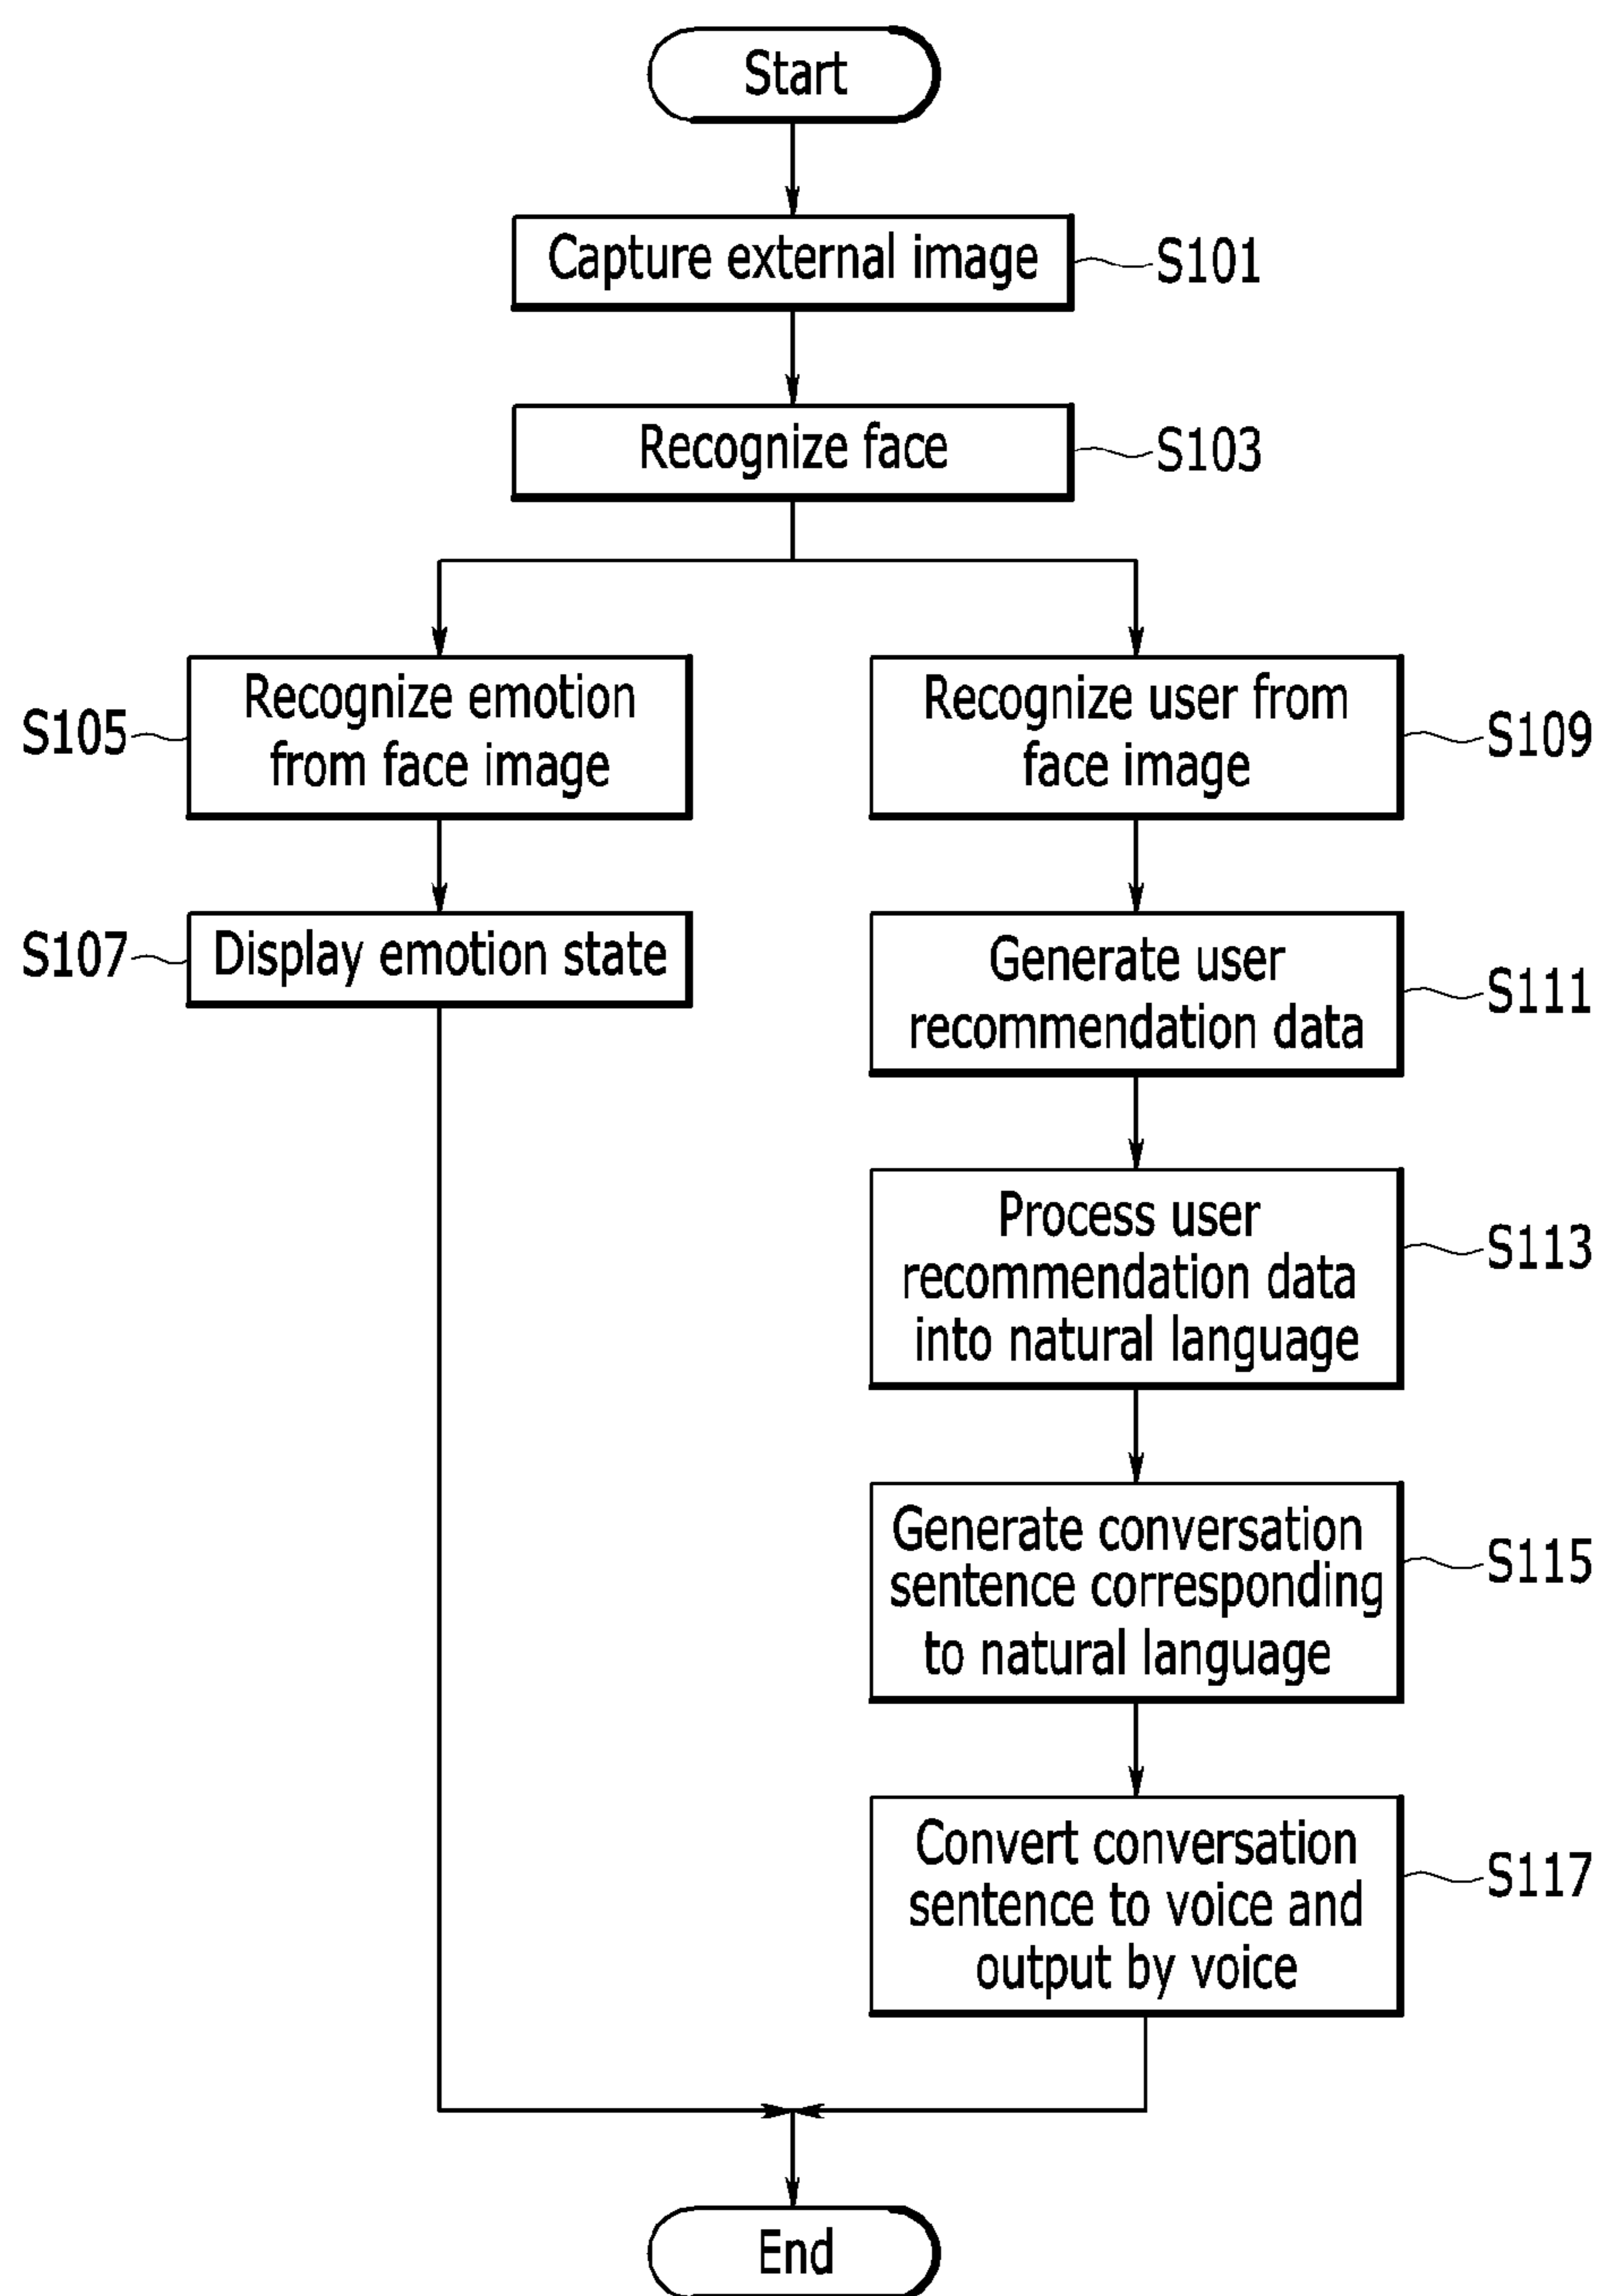 Start
Capture external image
S101
Recognize face
S103
Recognize emotion
from face image
S105
Display emotion state
S107
Recognize user from
face image
S109
Generate user
recommendation data
S111
Process user
recommendation data
into natural language
S113
Generate conversation
sentence corresponding
to natural language
S115
Convert conversation
sentence to voice and
output by voice
S117
End